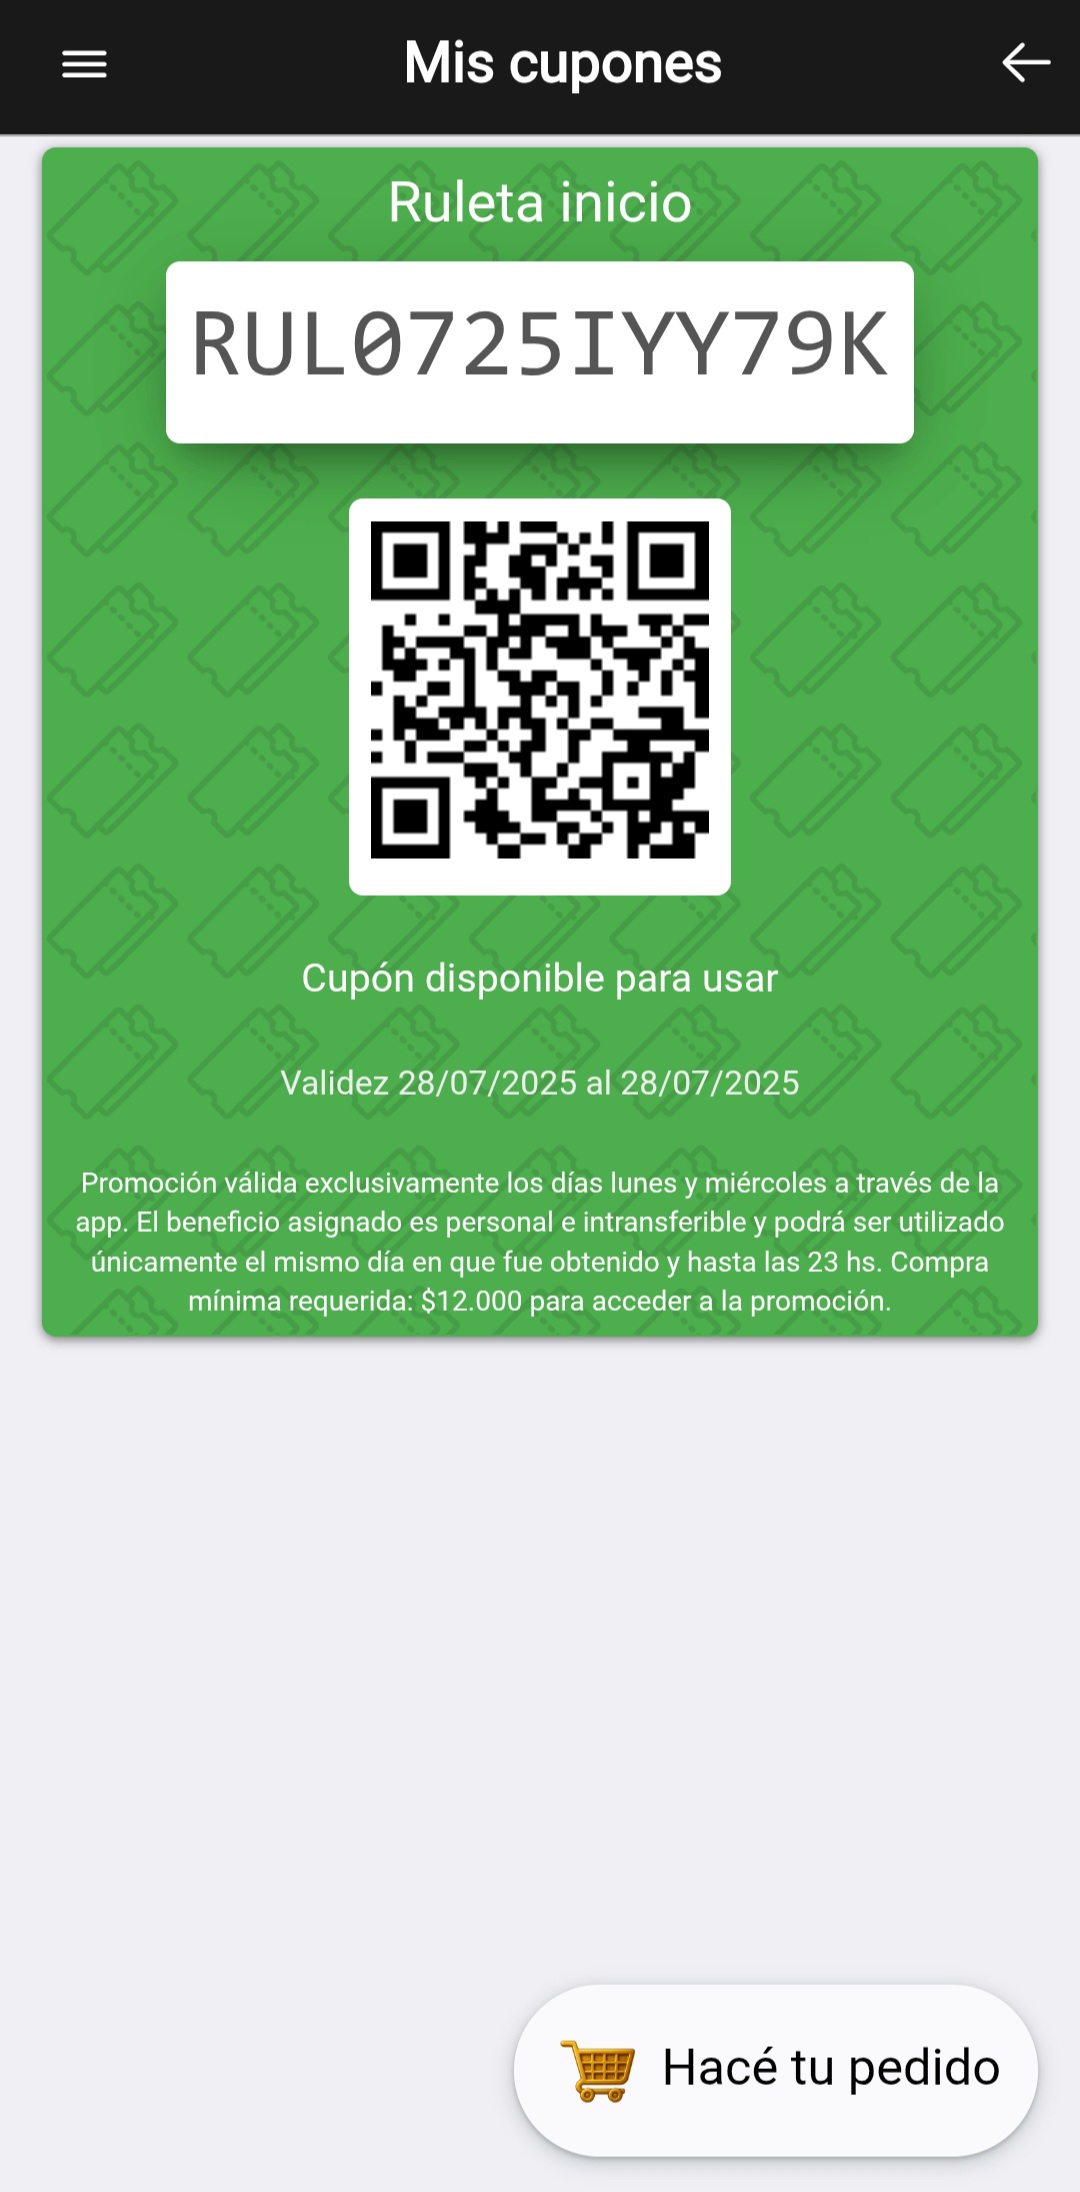 Mis cupones
Ruleta inicio
RUL0725IYY79K
Cupón disponible para usar
Validez 28/07/2025 al 28/07/2025
Promoción válida exclusivamente los días lunes y miércoles a través de la
app. El beneficio asignado es personal e intransferible y podrá ser utilizado
únicamente el mismo día en que fue obtenido y hasta las 23 hs. Compra
mínima requerida: $12.000 para acceder a la promoción.
Hacé tu pedido